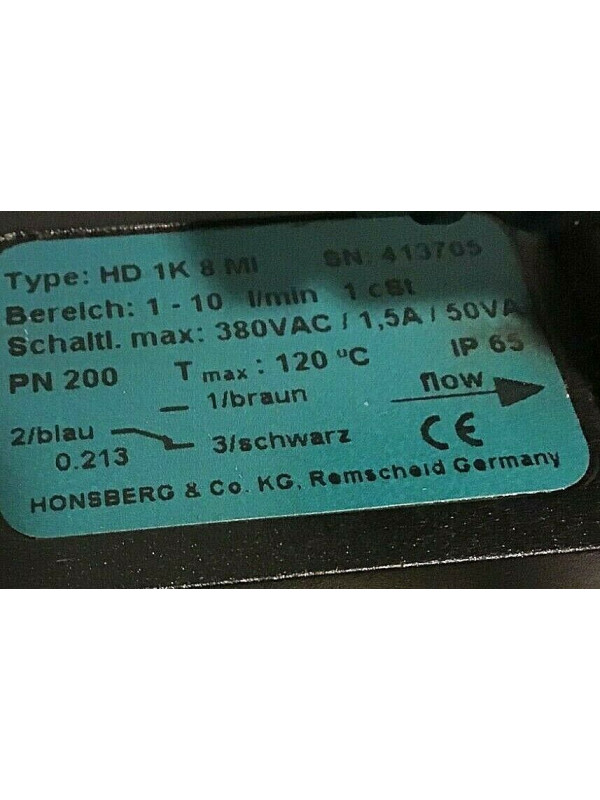 Type: HD 1K 8 MI SN: 413705
Bereich: 1 - 10 l/min 1 cSt
Schaltl. max: 380VAC / 1,5A / 50VA
PN 200 T max : 120 °C IP 65
1/braun flow
2/blau 3/schwarz CE
0.213
HONSBERG & Co. KG, Remscheid Germany